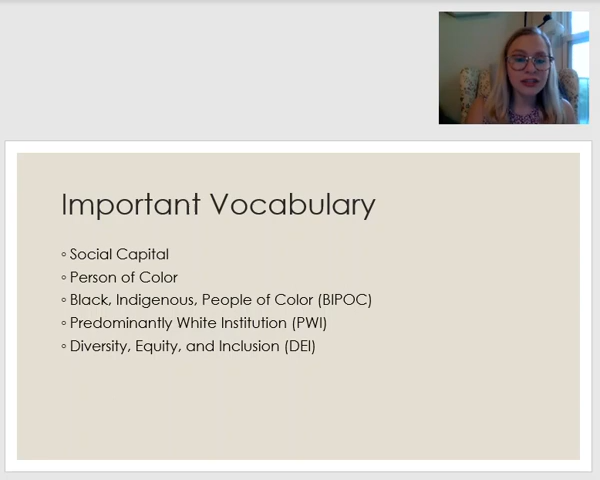 Important Vocabulary
◦ Social Capital
◦ Person of Color
◦ Black, Indigenous, People of Color (BIPOC)
◦ Predominantly White Institution (PWI)
◦ Diversity, Equity, and Inclusion (DEI)